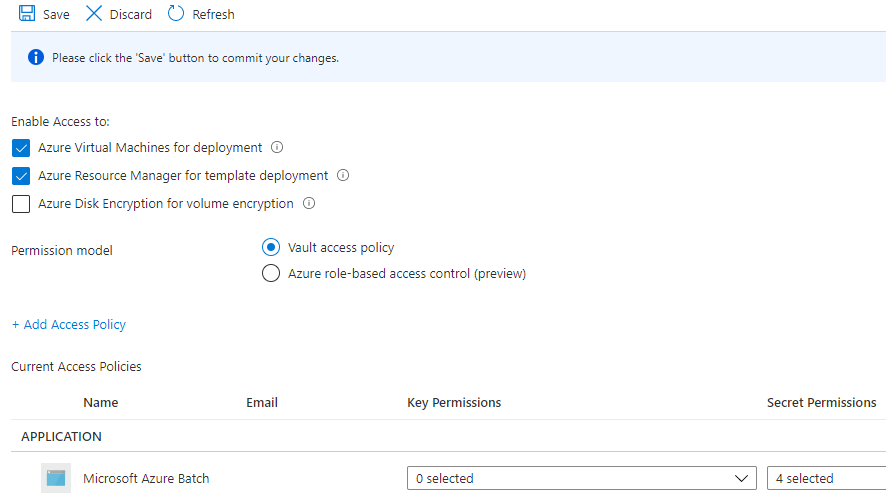 Save Discard Refresh
Please click the 'Save' button to commit your changes.
Enable Access to:
Azure Virtual Machines for deployment
Azure Resource Manager for template deployment
Azure Disk Encryption for volume encryption
Permission model
Vault access policy
Azure role-based access control (preview)
+ Add Access Policy
Current Access Policies
Name Email Key Permissions Secret Permissions
APPLICATION
Microsoft Azure Batch 0 selected 4 selected